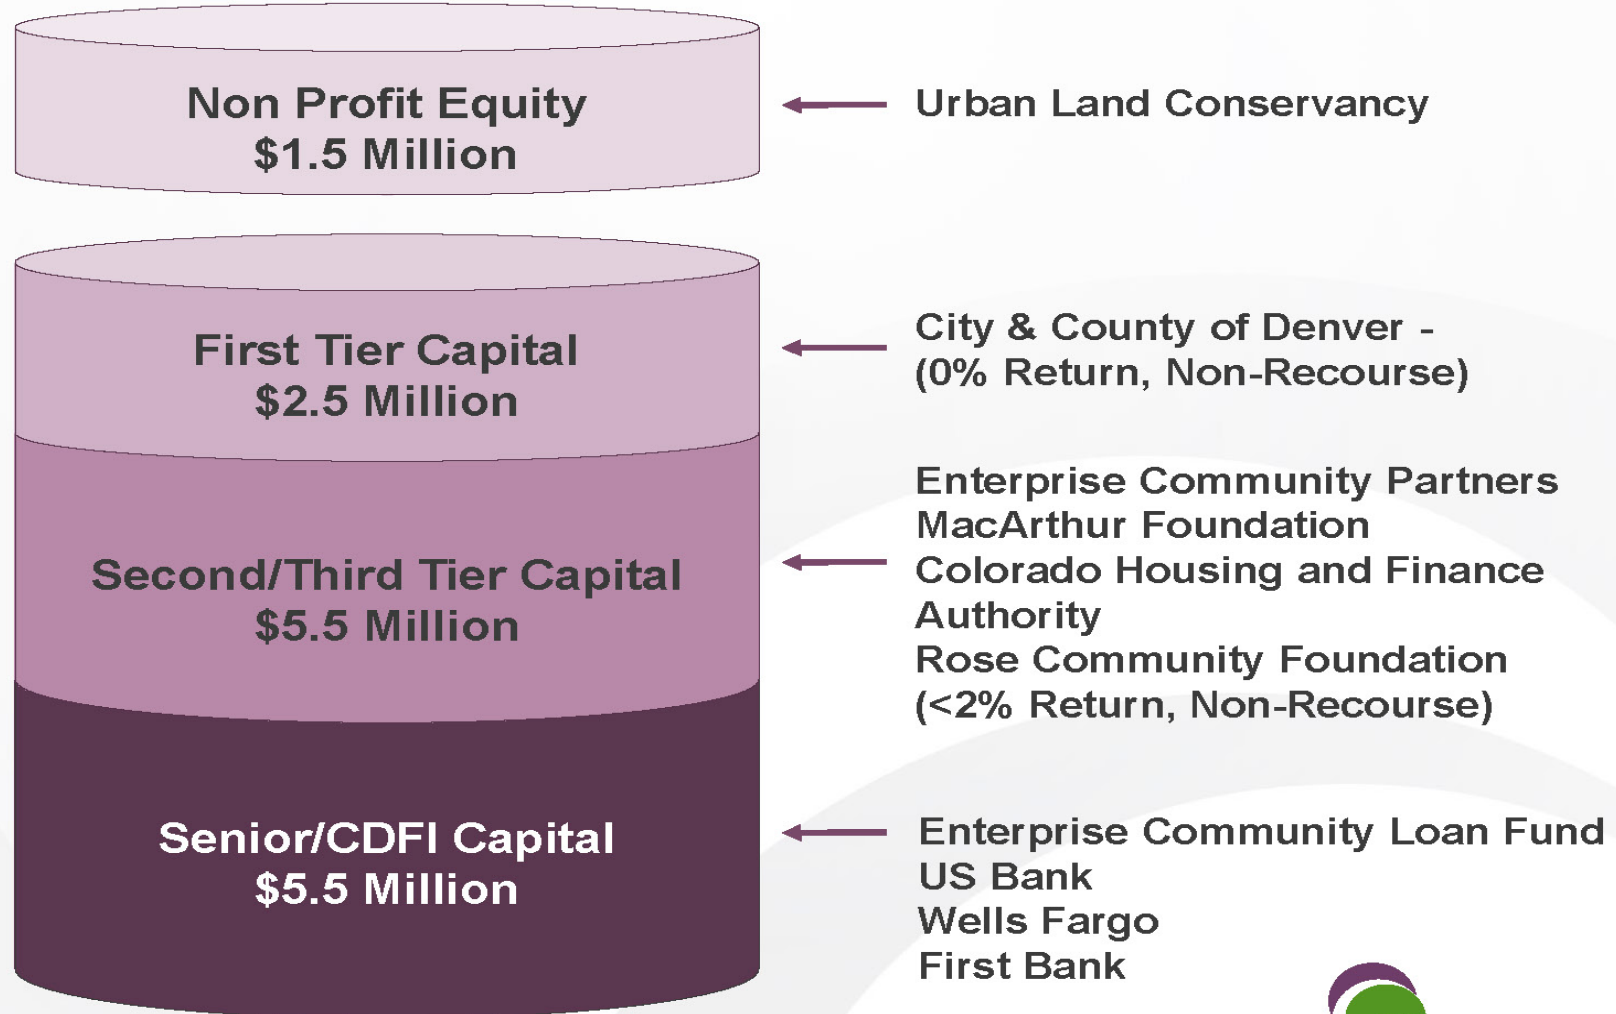 Non Profit Equity
$1.5 Million
Urban Land Conservancy
First Tier Capital
$2.5 Million
City & County of Denver -
(0% Return, Non-Recourse)
Second/Third Tier Capital
$5.5 Million
Enterprise Community Partners
MacArthur Foundation
Colorado Housing and Finance
Authority
Rose Community Foundation
(<2% Return, Non-Recourse)
Senior/CDFI Capital
$5.5 Million
Enterprise Community Loan Fund
US Bank
Wells Fargo
First Bank